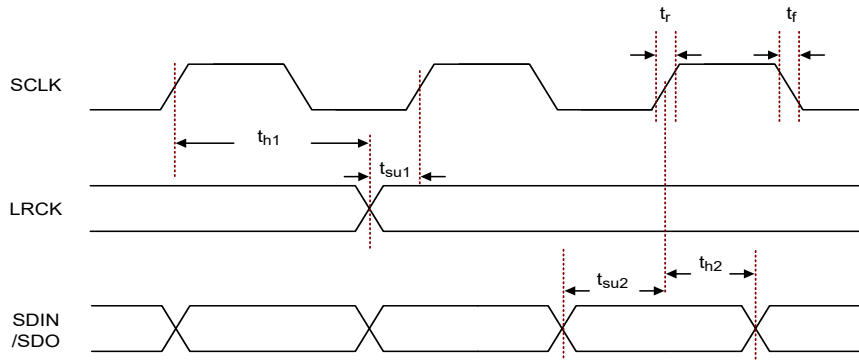 tr
tf
SCLK
th1
tsu1
LRCK
tsu2
th2
SDIN
/SDO